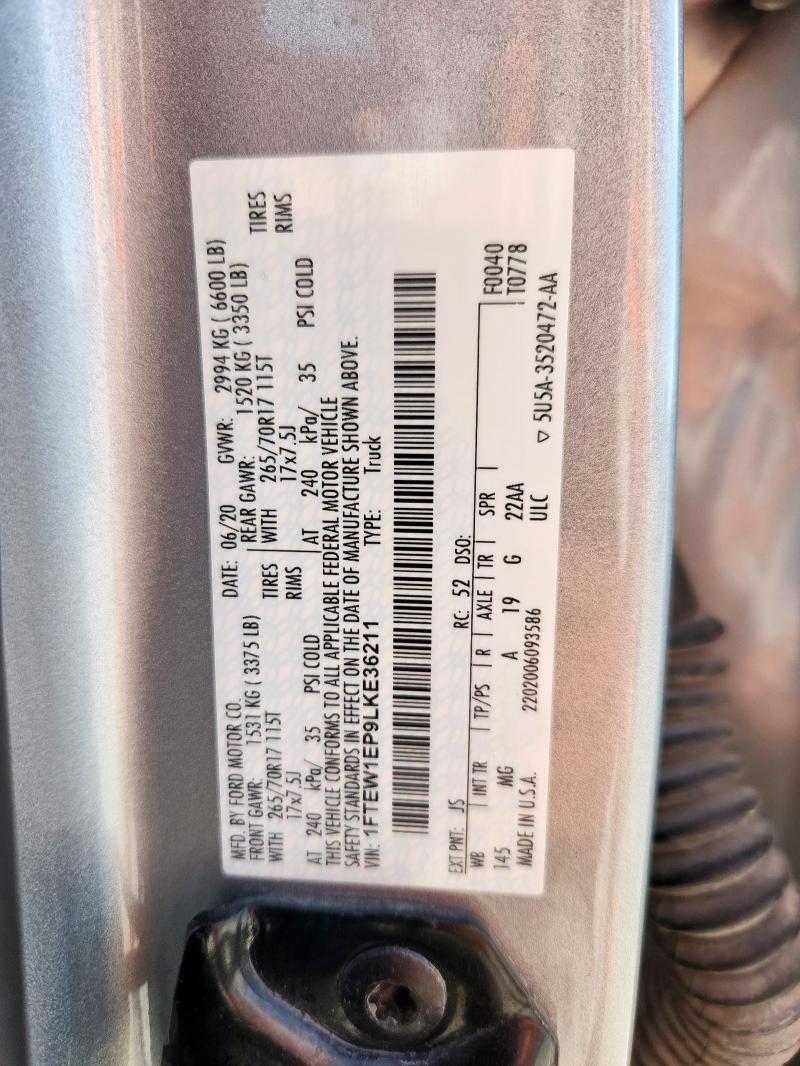 MFD. BY FORD MOTOR CO. DATE: 06/20 GVWR: 2994 KG ( 6600 LB)
FRONT GAWR: 1531 KG ( 3375 LB) REAR GAWR: 1520 KG ( 3350 LB)
WITH 265/70R17 115T TIRES WITH 265/70R17 115T TIRES
17x7.5J RIMS 17x7.5J RIMS
AT 240 kPa/ 35 PSI COLD AT 240 kPa/ 35 PSI COLD
THIS VEHICLE CONFORMS TO ALL APPLICABLE FEDERAL MOTOR VEHICLE
SAFETY STANDARDS IN EFFECT ON THE DATE OF MANUFACTURE SHOWN ABOVE.
VIN: 1FTEW1EP9LKE36211 TYPE: Truck
EXT PNT: JS RC: 52 DSO:
WB INT TR TP/PS R AXLE TR SPR F0040
145 MG A 19 G 22AA T0778
MADE IN U.S.A. 2202006093586 ULC ▽ 5U5A-3520472-AA